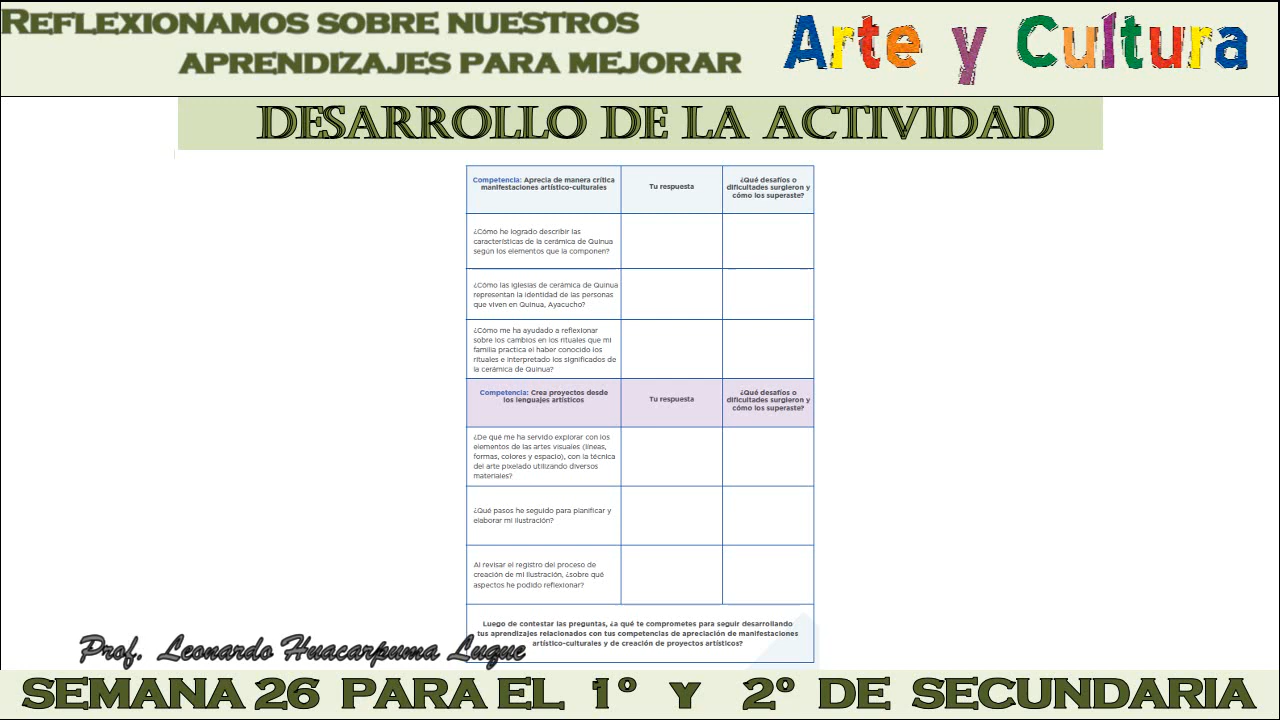 REFLEXIONAMOS SOBRE NUESTROS
APRENDIZAJES PARA MEJORAR
Arte y Cultura
DESARROLLO DE LA ACTIVIDAD
Competencia: Aprecia de manera crítica
manifestaciones artístico-culturales
Tu respuesta
¿Qué desafíos o
dificultades surgieron y
cómo los superaste?
¿Cómo he logrado describir las
características de la cerámica de Quinua
según los elementos que la componen?
¿Cómo las iglesias de cerámica de Quinua
representan la identidad de las personas
que viven en Quinua, Ayacucho?
¿Cómo me ha ayudado a reflexionar
sobre los cambios en los rituales que mi
familia practica el haber conocido los
rituales e interpretado los significados de
la cerámica de Quinua?
Competencia: Crea proyectos desde
los lenguajes artísticos
Tu respuesta
¿Qué desafíos o
dificultades surgieron y
cómo los superaste?
¿De qué me ha servido explorar con los
elementos de las artes visuales (líneas,
formas, colores y espacio), con la técnica
del arte pixelado utilizando diversos
materiales?
¿Qué pasos he seguido para planificar y
elaborar mi ilustración?
Al revisar el registro del proceso de
creación de mi ilustración, ¿sobre qué
aspectos he podido reflexionar?
Luego de contestar las preguntas, ¿a qué te comprometes para seguir desarrollando
tus aprendizajes relacionados con tus competencias de apreciación de manifestaciones
artístico-culturales y de creación de proyectos artísticos?
Prof. Leonardo Huacarpuma Luque
SEMANA 26 PARA EL 1° Y 2° DE SECUNDARIA